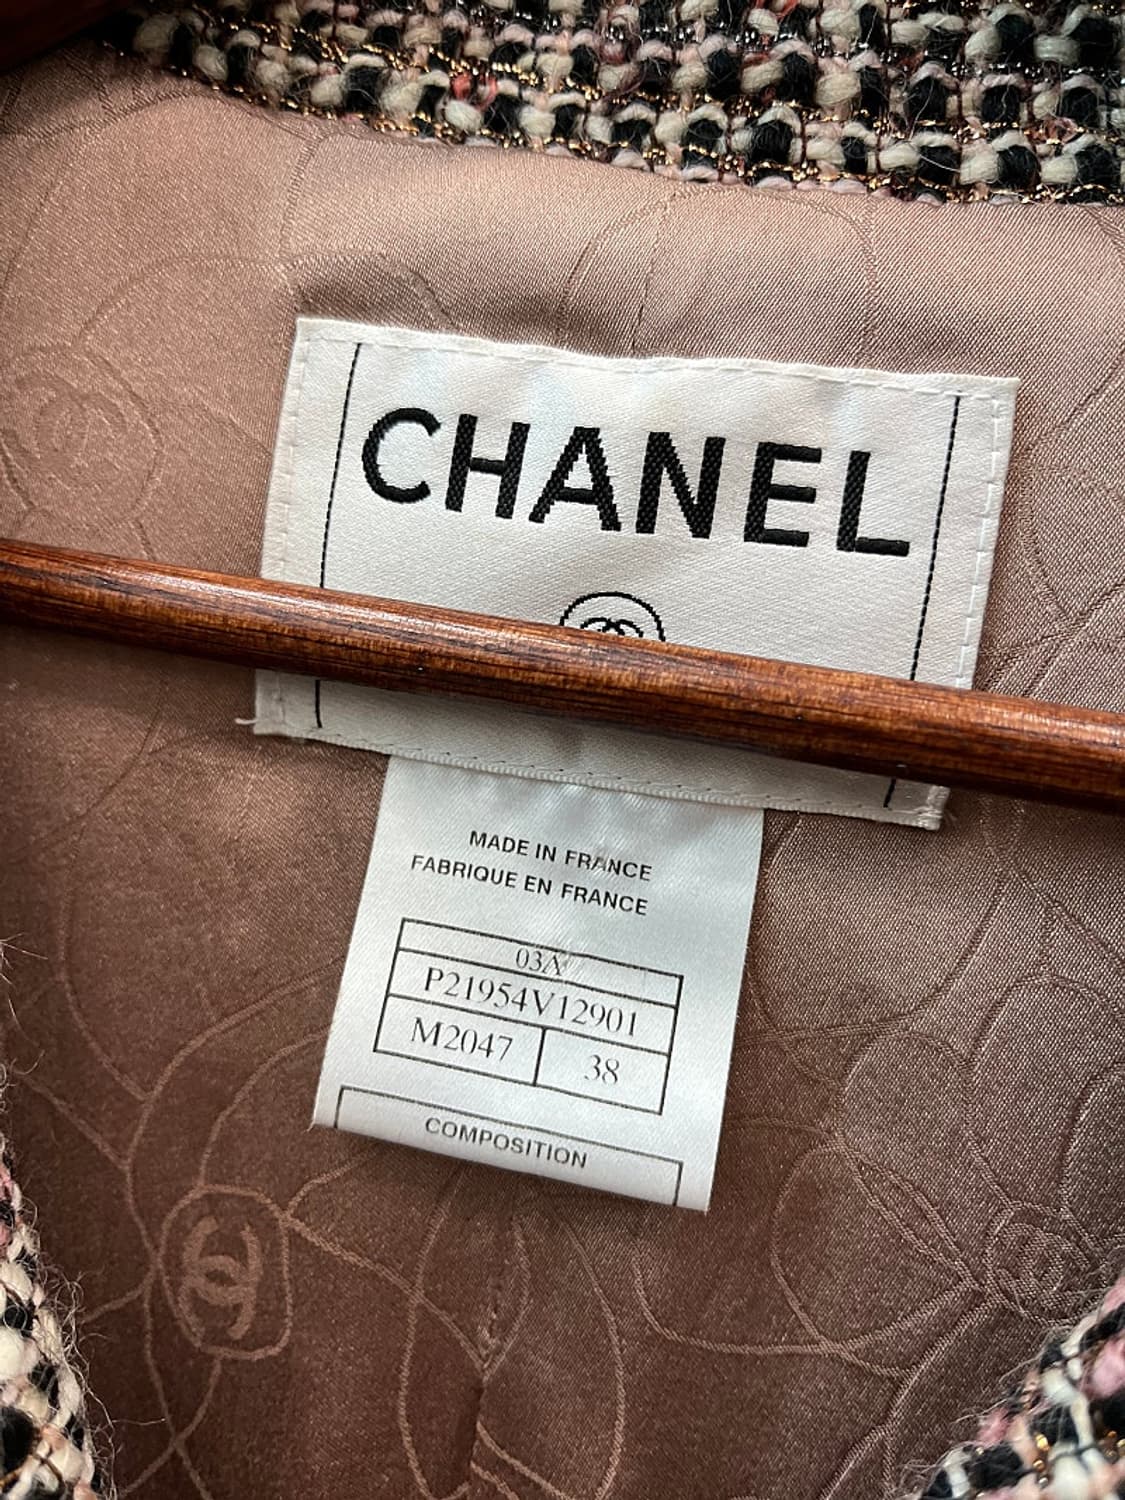 CHANEL
MADE IN FRANCE
FABRIQUE EN FRANCE
03A
P21954V12901
M2047 38
COMPOSITION